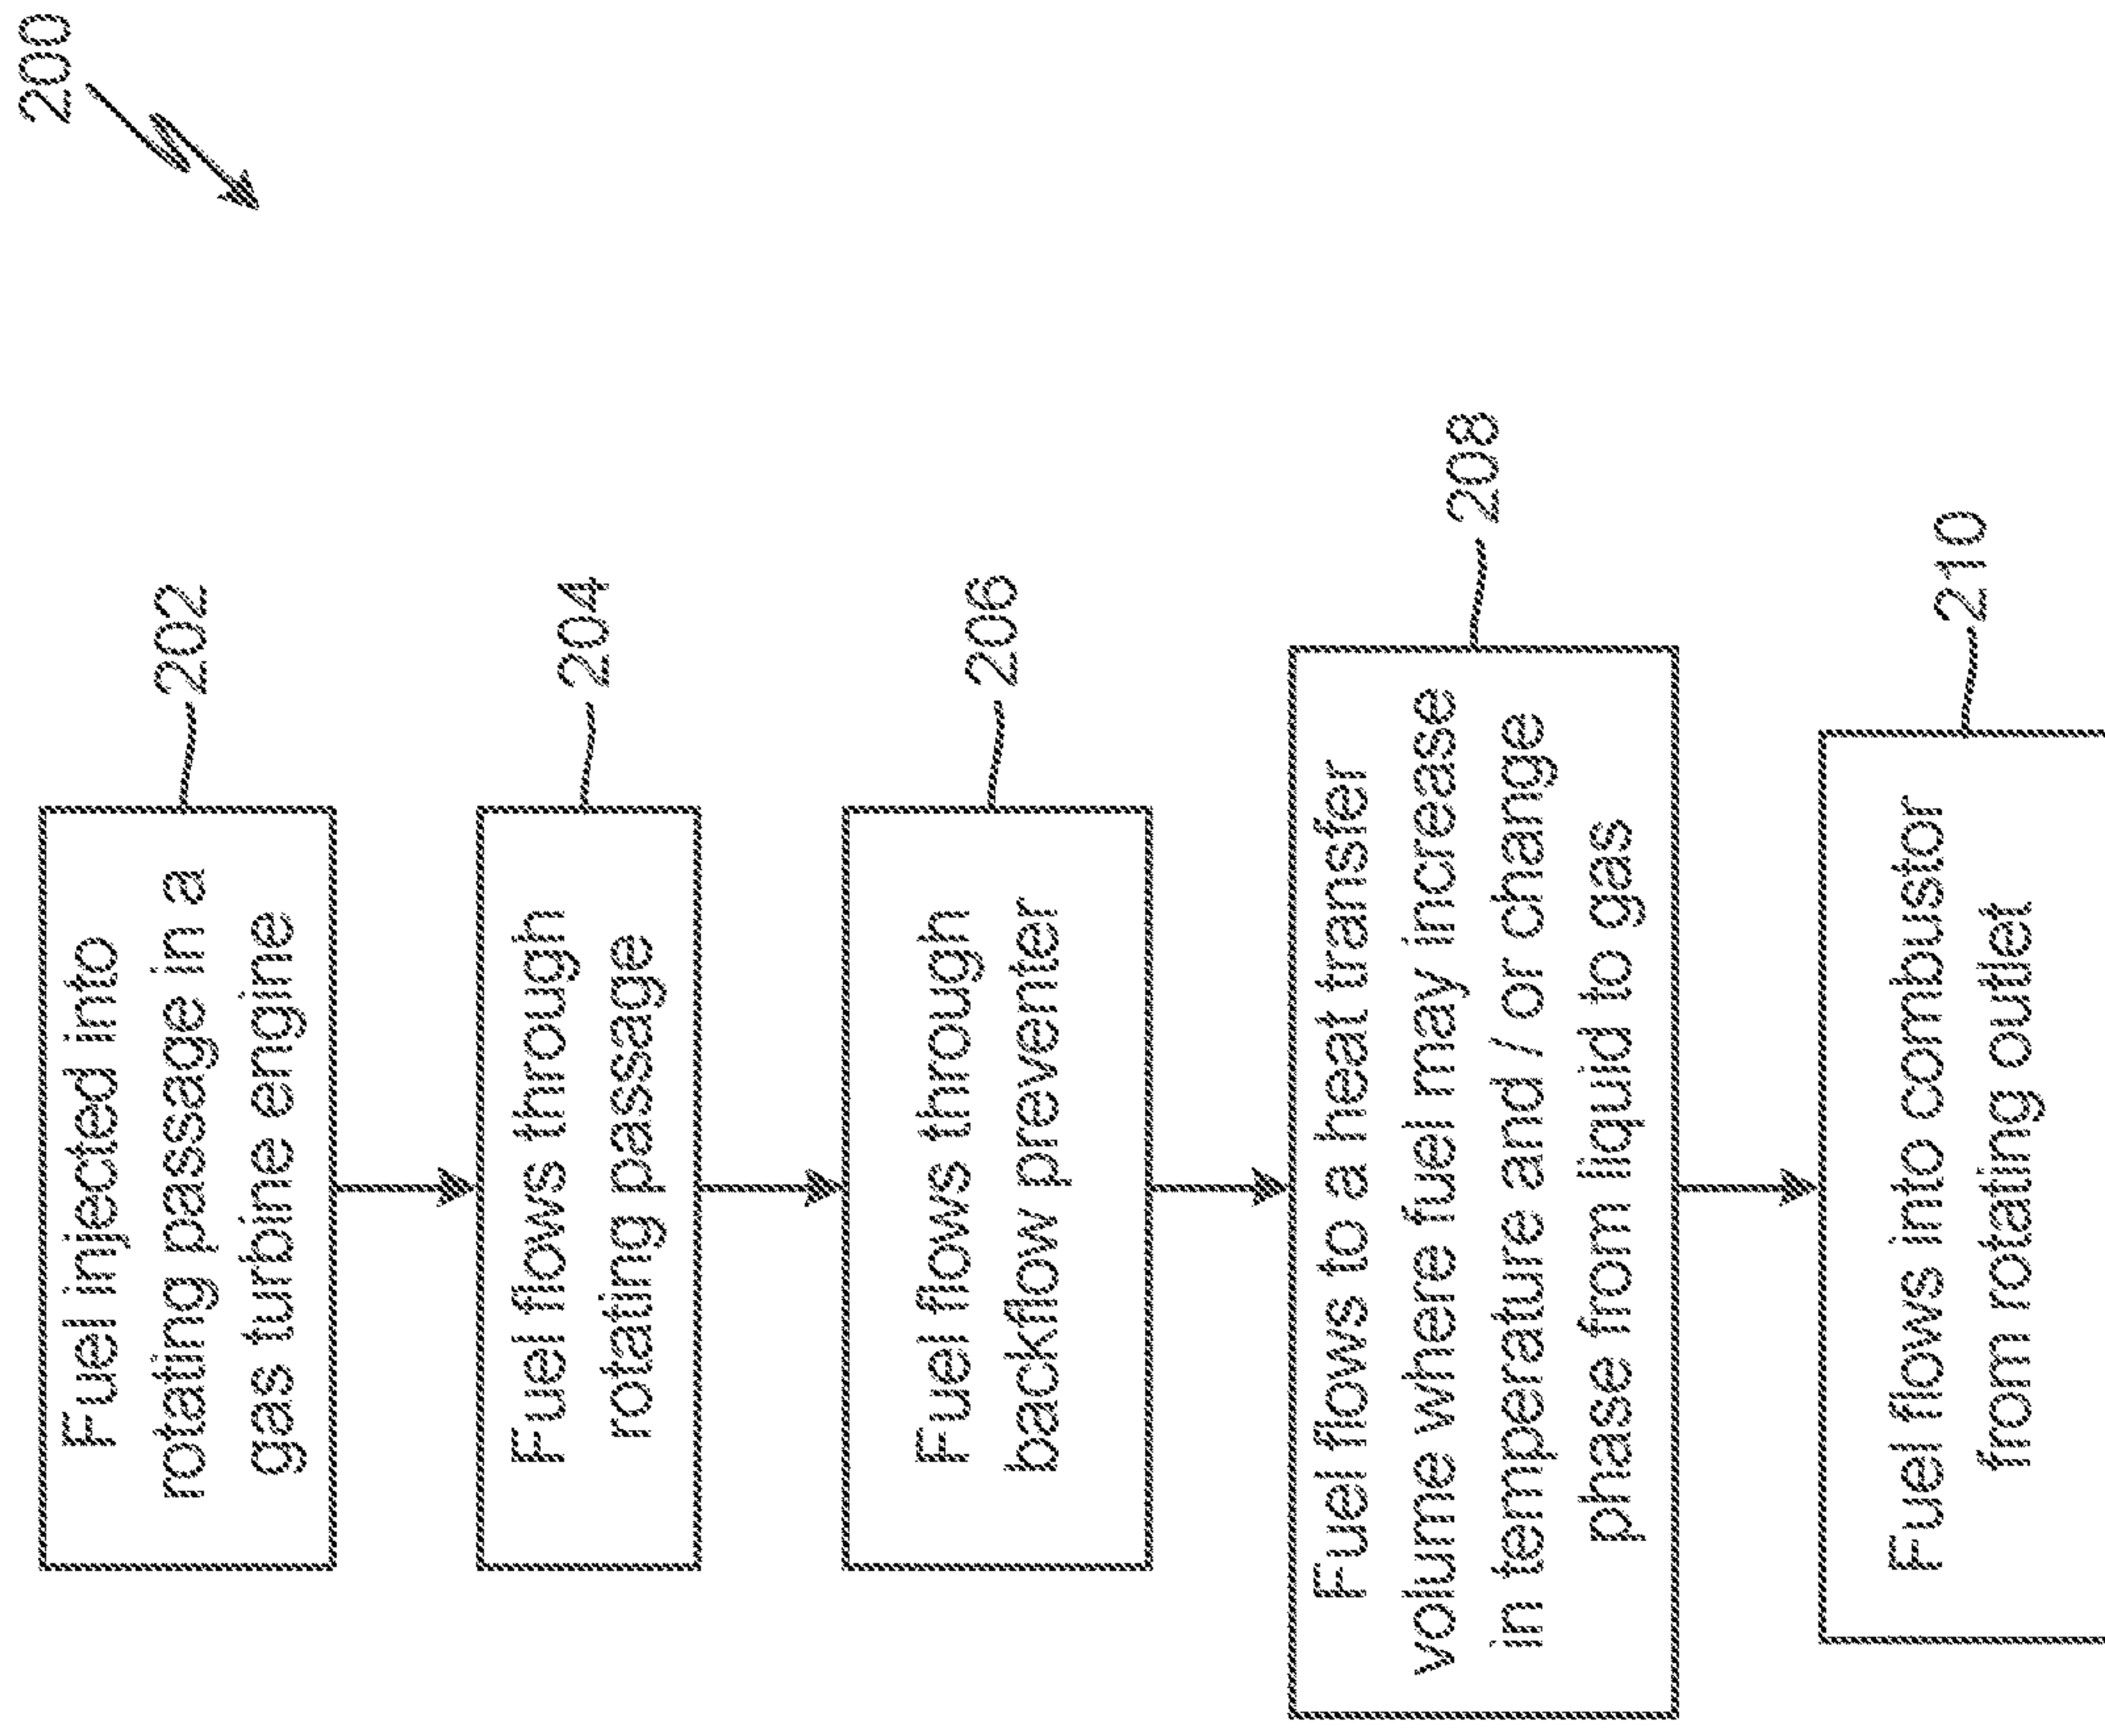 200
Fuel injected into
rotating passage in a
gas turbine engine
202
Fuel flows through
rotating passage
204
Fuel flows through
backflow preventer
206
Fuel flows to a heat transfer
volume where fuel may increase
in temperature and / or change
phase from liquid to gas
208
Fuel flows into combustor
from rotating outlet
210